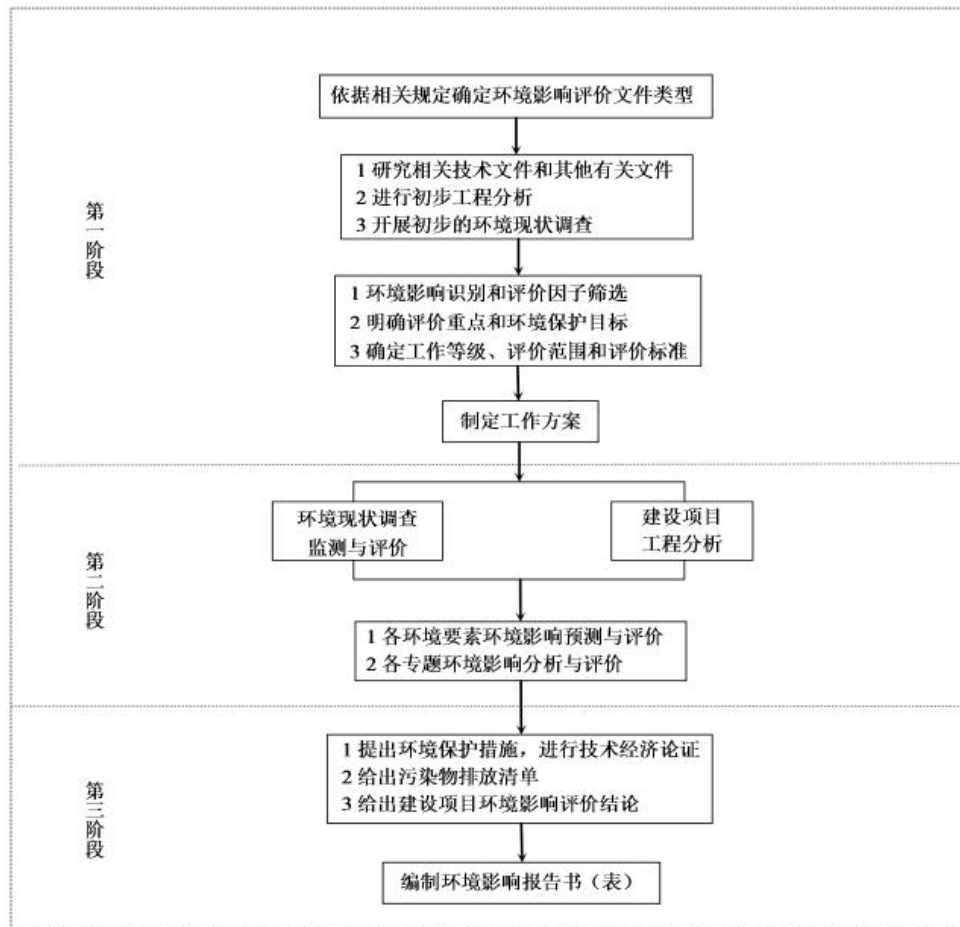 依据相关规定确定环境影响评价文件类型
1 研究相关技术文件和其他有关文件
2 进行初步工程分析
3 开展初步的环境现状调查
第一阶段
1 环境影响识别和评价因子筛选
2 明确评价重点和环境保护目标
3 确定工作等级、评价范围和评价标准
制定工作方案
环境现状调查
监测与评价
建设项目
工程分析
第二阶段
1 各环境要素环境影响预测与评价
2 各专题环境影响分析与评价
1 提出环境保护措施，进行技术经济论证
2 给出污染物排放清单
3 给出建设项目环境影响评价结论
第三阶段
编制环境影响报告书（表）